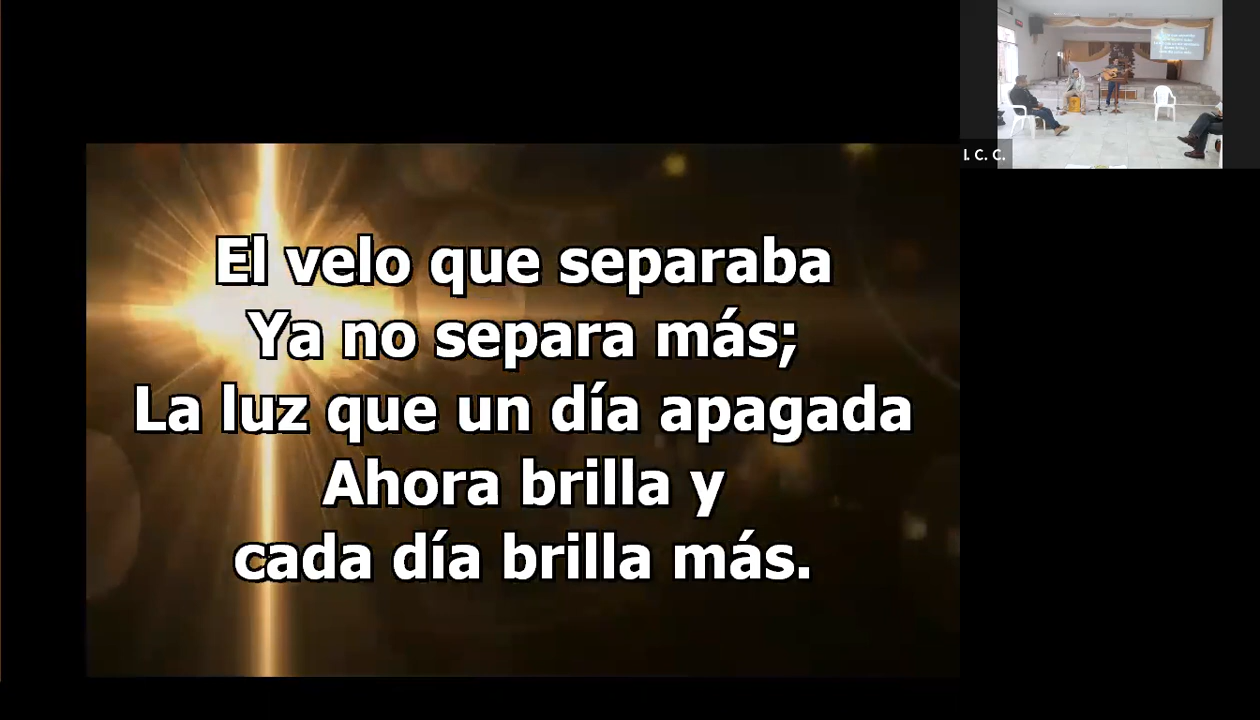 El velo que separaba
Ya no separa más;
La luz que un día apagada
Ahora brilla y
cada día brilla más.
I. C. C.